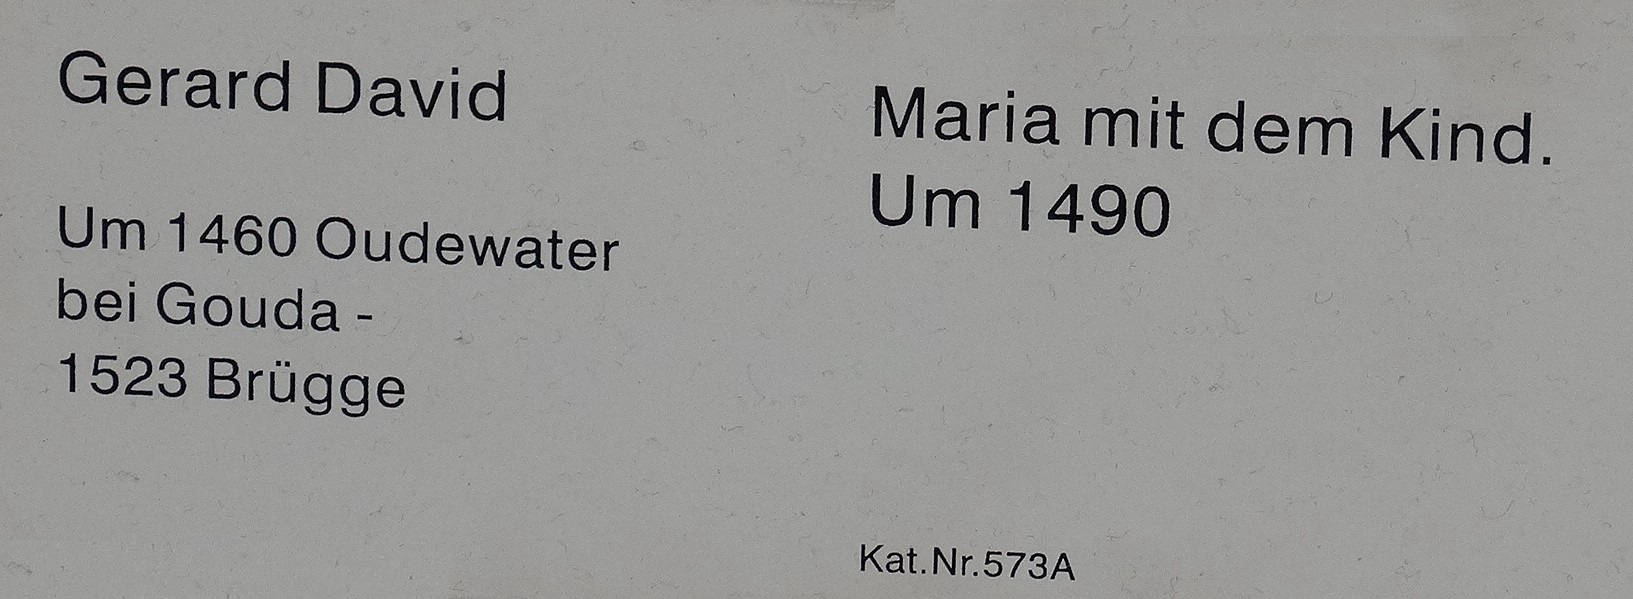 Gerard David
Um 1460 Oudewater
bei Gouda -
1523 Brügge
Maria mit dem Kind.
Um 1490
Kat.Nr.573A